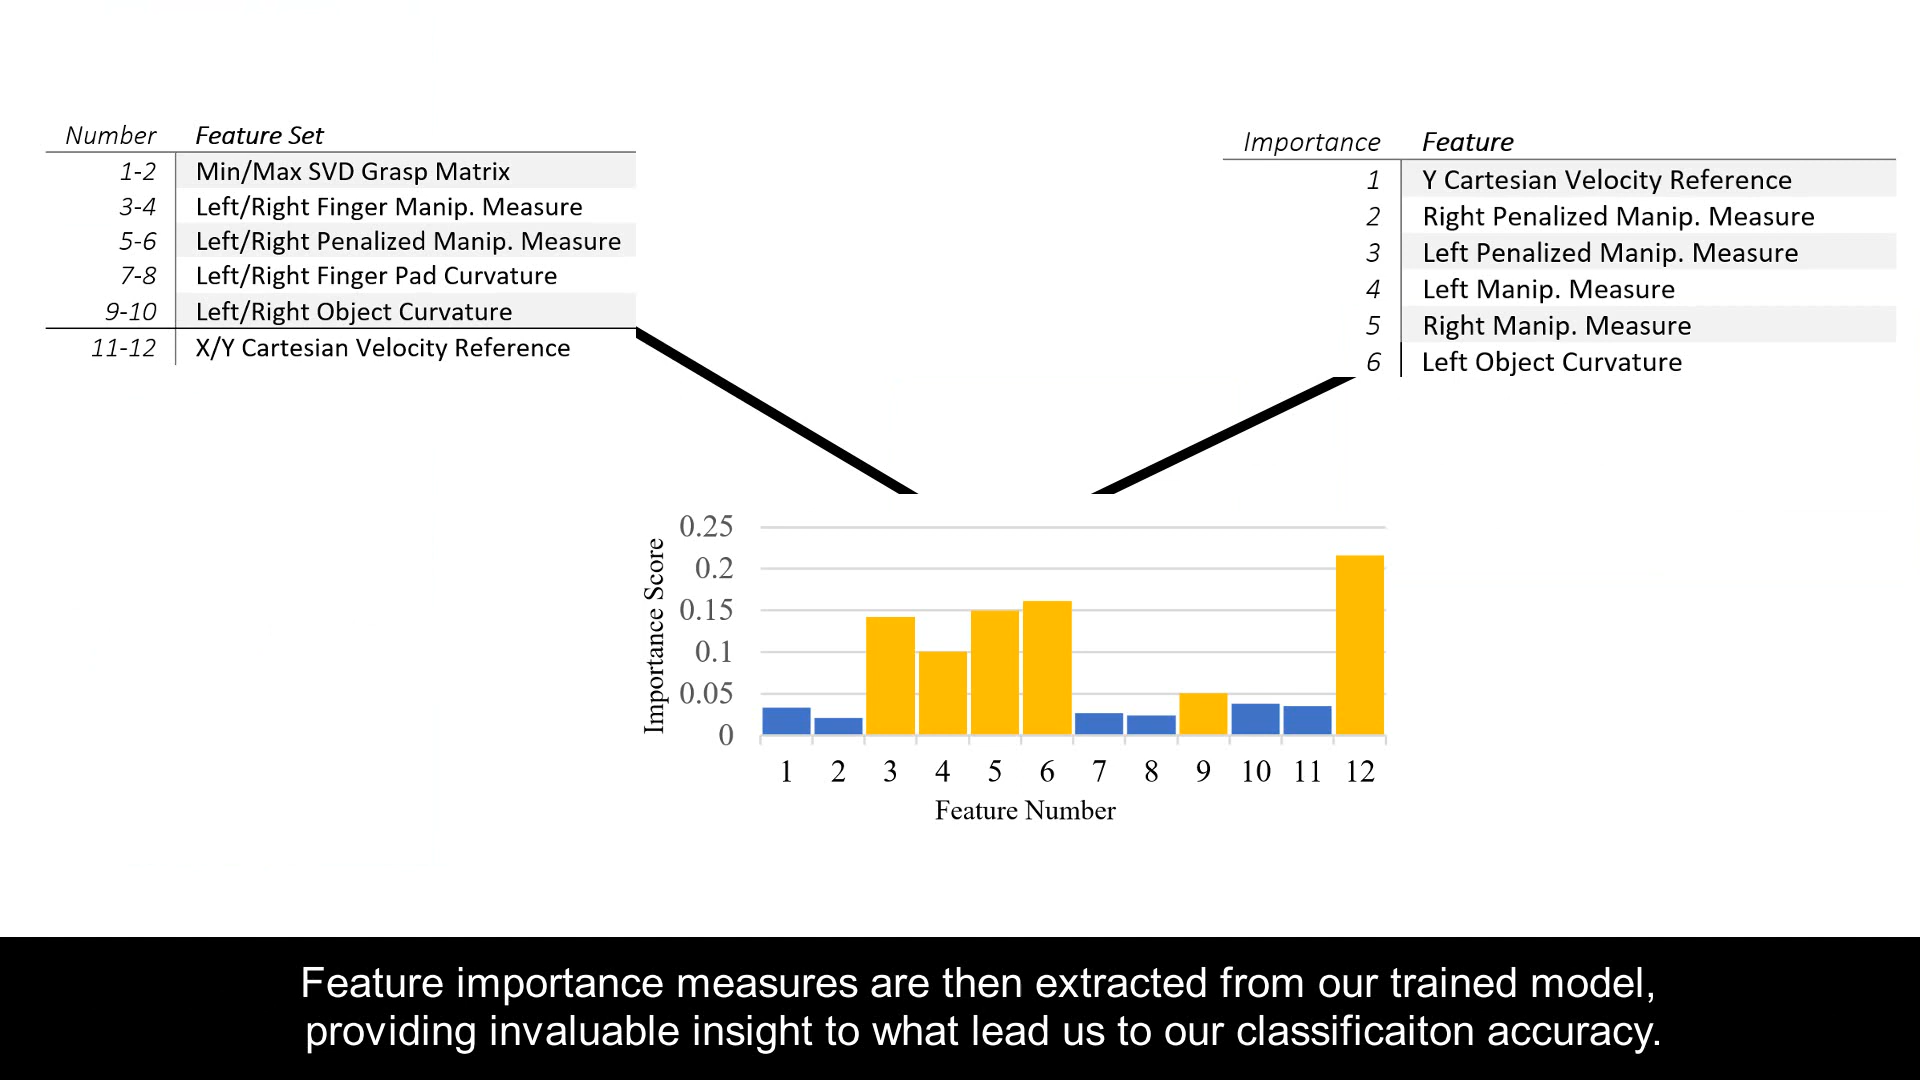 Number Feature Set
1-2 Min/Max SVD Grasp Matrix
3-4 Left/Right Finger Manip. Measure
5-6 Left/Right Penalized Manip. Measure
7-8 Left/Right Finger Pad Curvature
9-10 Left/Right Object Curvature
11-12 X/Y Cartesian Velocity Reference
Importance Feature
1 Y Cartesian Velocity Reference
2 Right Penalized Manip. Measure
3 Left Penalized Manip. Measure
4 Left Manip. Measure
5 Right Manip. Measure
6 Left Object Curvature
Importance Score
0.25
0.2
0.15
0.1
0.05
0
1 2 3 4 5 6 7 8 9 10 11 12
Feature Number
Feature importance measures are then extracted from our trained model,
providing invaluable insight to what lead us to our classificaiton accuracy.